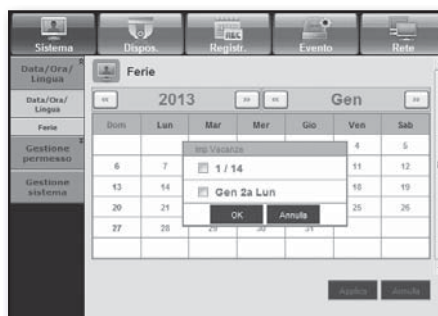 Sistema Dispos. Registr. Evento Rete
REC
Data/Ora/
Lingua
Data/Ora/
Lingua
Ferie
Gestione
permesso
Gestione
sistema
Ferie
<< 2013 >> << Gen >>
Dom Lun Mar Mer Gio Ven Sab
4 5
6 7 11 12
13 14 18 19
20 21 25 26
27 28 29 30 31
Imp.Vacanza
1 / 14
Gen 2a Lun
OK Annulla
Applica Annulla